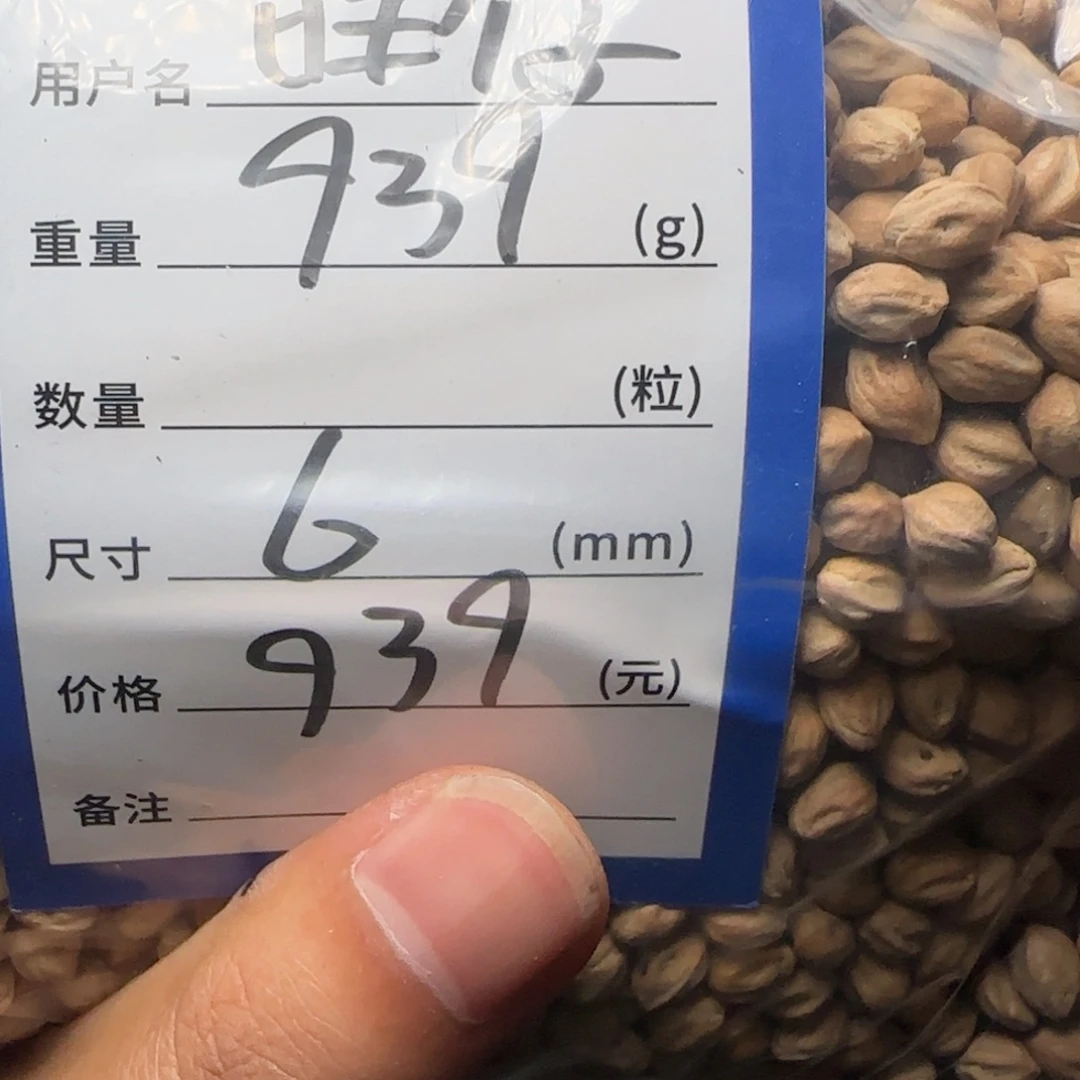 用户名
重量 939 (g)
数量 (粒)
尺寸 6 (mm)
价格 939 (元)
备注